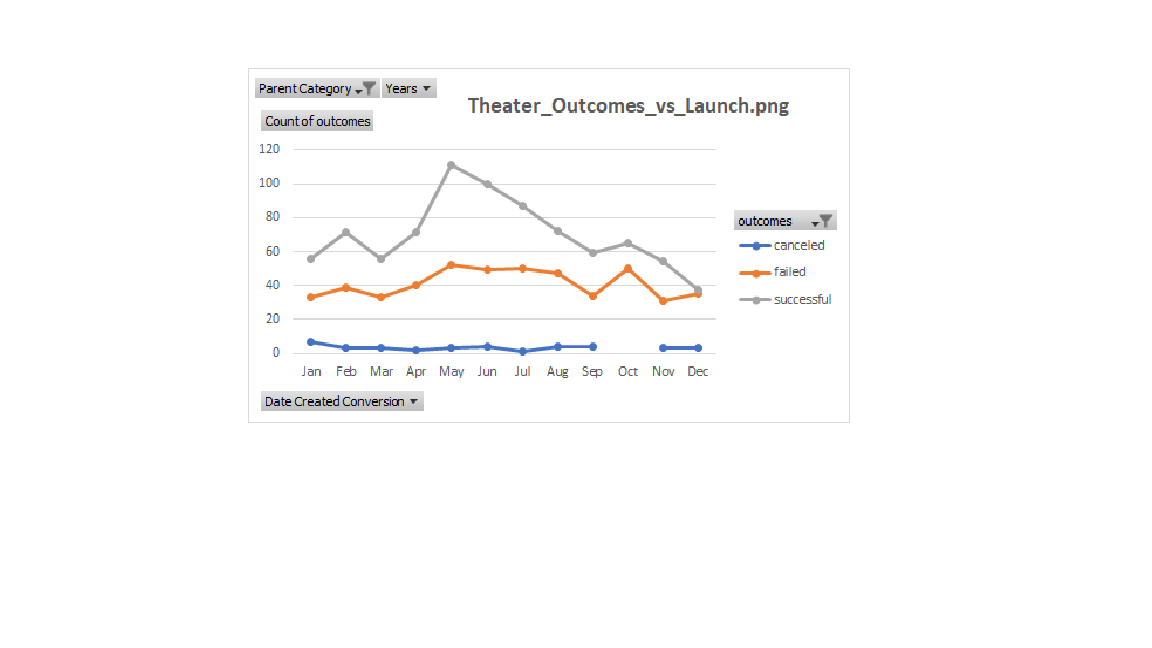 Parent Category Years
Theater_Outcomes_vs_Launch.png
Count of outcomes
120
100
80
60
40
20
0
Jan Feb Mar Apr May Jun Jul Aug Sep Oct Nov Dec
outcomes
canceled
failed
successful
Date Created Conversion